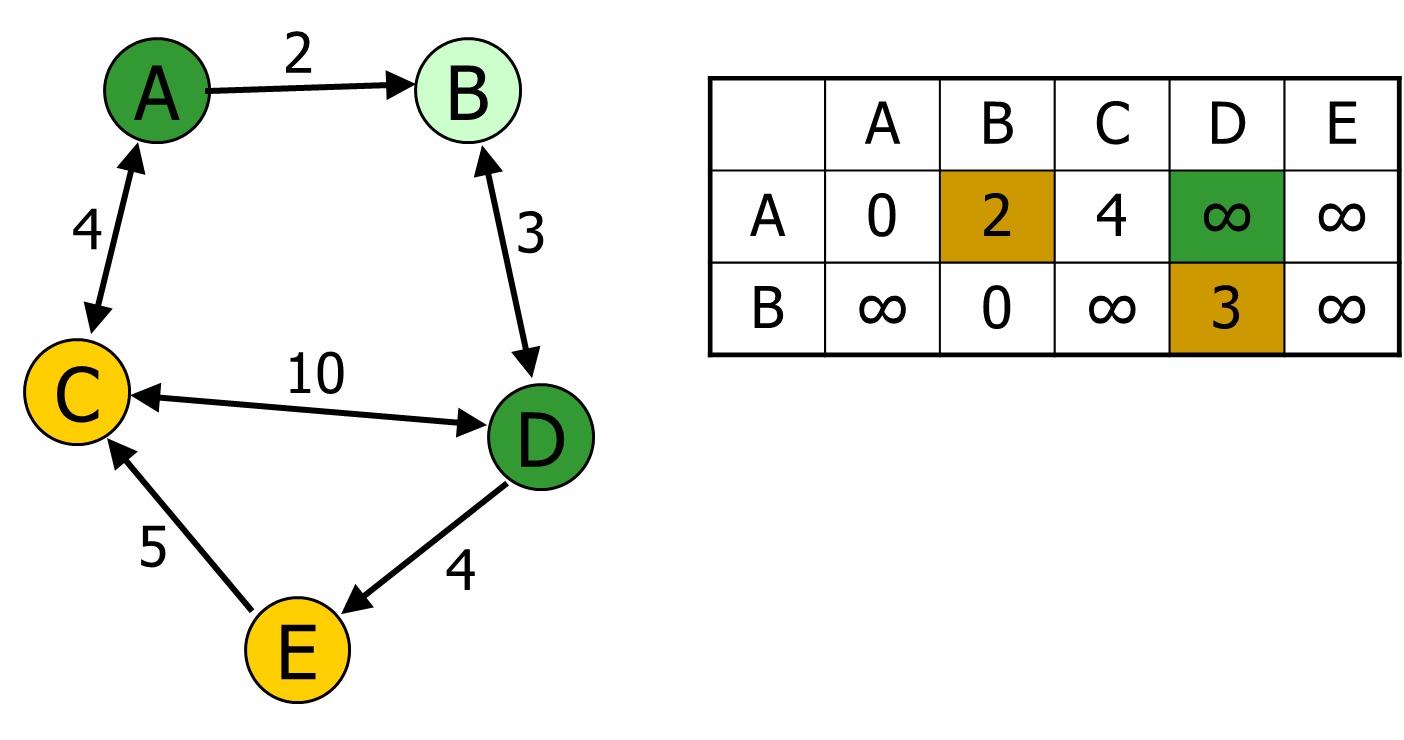 A 2 B
4 3
C 10 D
5 4
E
A B C D E
A 0 2 4 ∞ ∞
B ∞ 0 ∞ 3 ∞